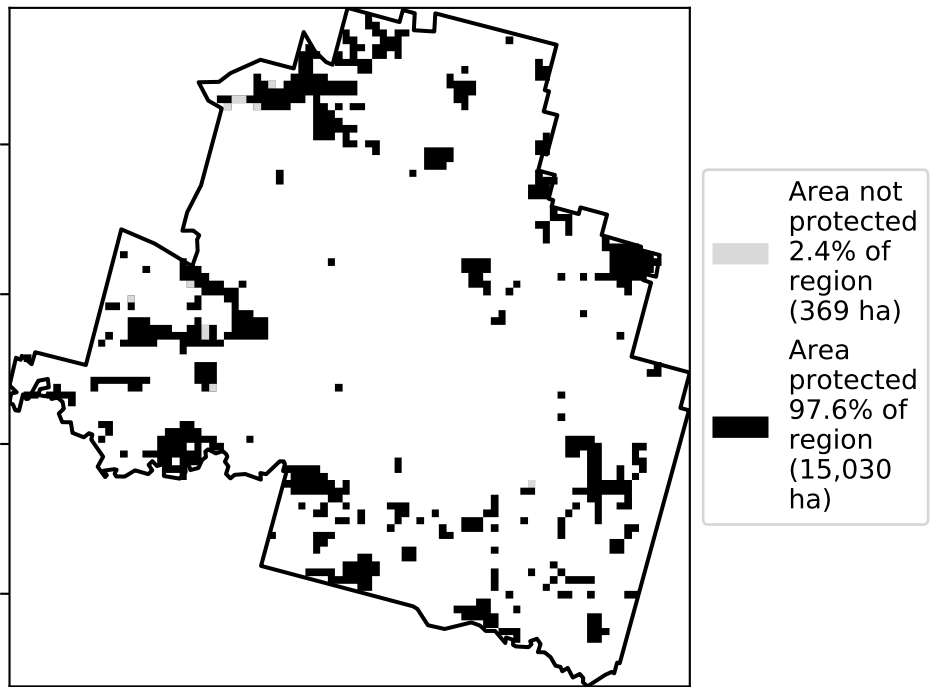 Area not
protected
2.4% of
region
(369 ha)
Area
protected
97.6% of
region
(15,030
ha)